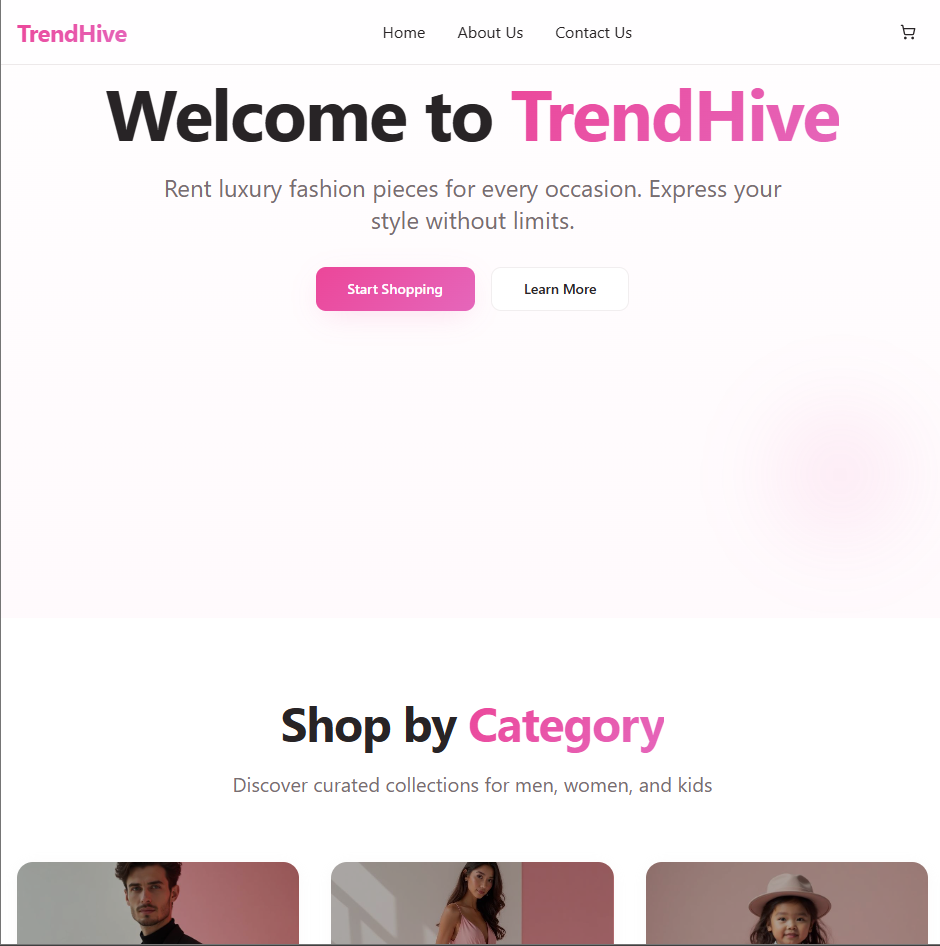 TrendHive
Home
About Us
Contact Us
Welcome to TrendHive
Rent luxury fashion pieces for every occasion. Express your
style without limits.
Start Shopping
Learn More
Shop by Category
Discover curated collections for men, women, and kids